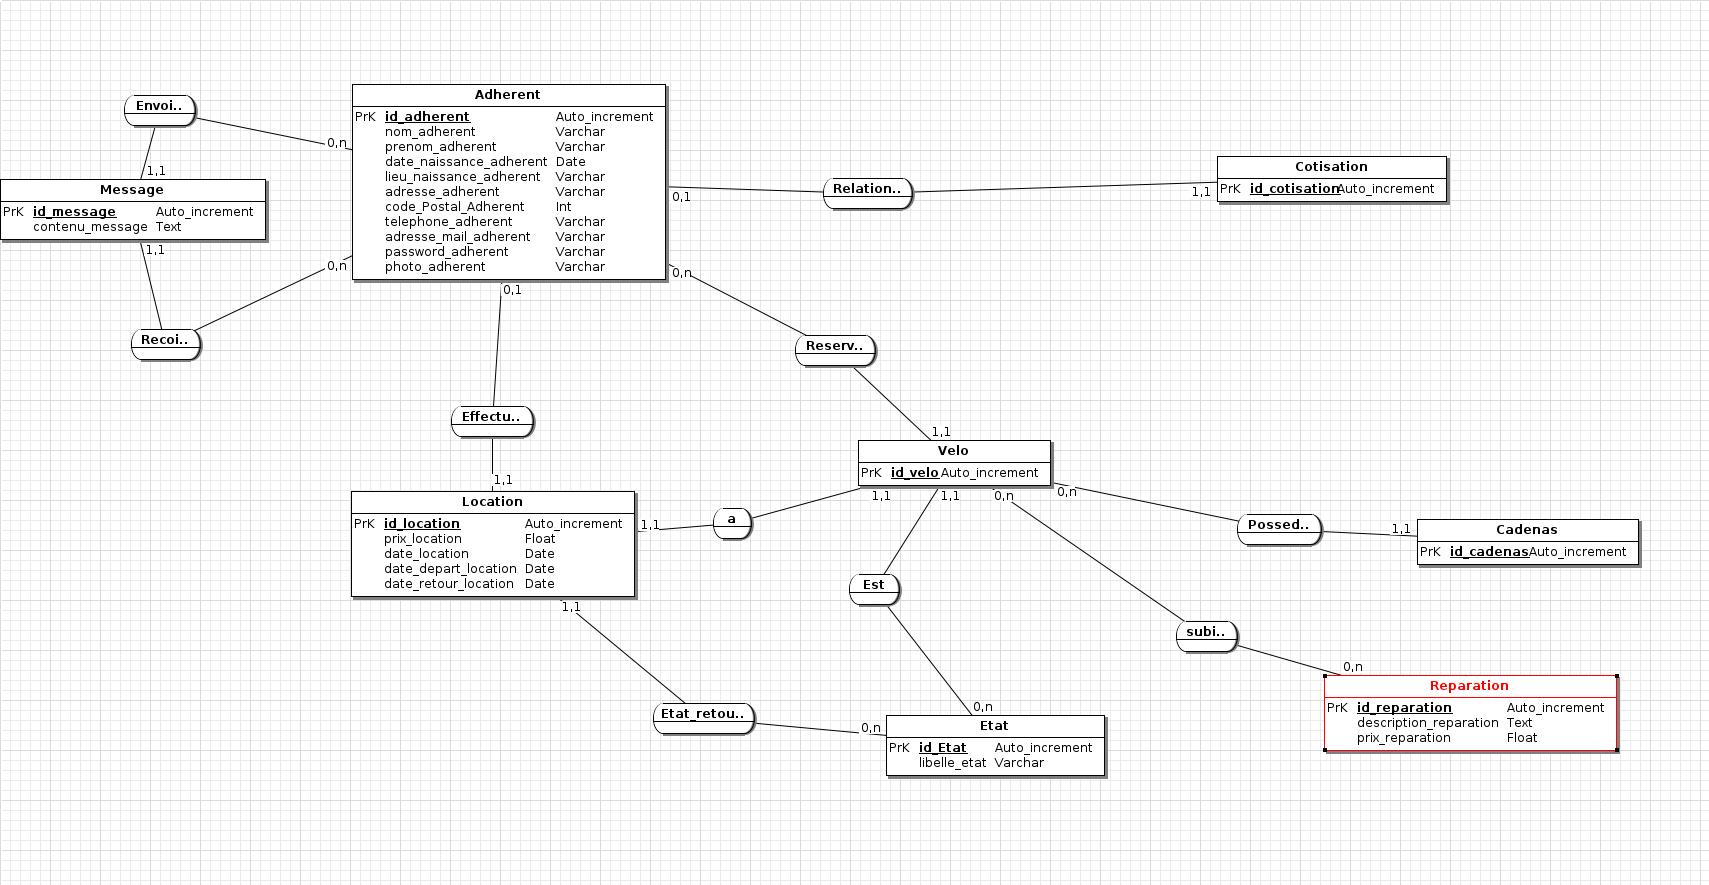 Envoi..
0,n
1,1
Message
PrK id_message Auto_increment
contenu_message Text
1,1
Recoi..
0,n
Adherent
PrK id_adherent Auto_increment
nom_adherent Varchar
prenom_adherent Varchar
date_naissance_adherent Date
lieu_naissance_adherent Varchar
adresse_adherent Varchar
code_Postal_Adherent Int
telephone_adherent Varchar
adresse_mail_adherent Varchar
password_adherent Varchar
photo_adherent Varchar
0,1
Relation..
1,1
Cotisation
PrK id_cotisation Auto_increment
0,n
Reserv..
1,1
0,1
Effectu..
1,1
Velo
PrK id_velo Auto_increment
1,1
1,1
0,n
0,n
Location
PrK id_location Auto_increment
prix_location Float
date_location Date
date_depart_location Date
date_retour_location Date
1,1
a
Possed..
1,1
Cadenas
PrK id_cadenas Auto_increment
Est
1,1
subi..
0,n
Reparation
PrK id_reparation Auto_increment
description_reparation Text
prix_reparation Float
Etat_retou..
0,n
0,n
Etat
PrK id_Etat Auto_increment
libelle_etat Varchar